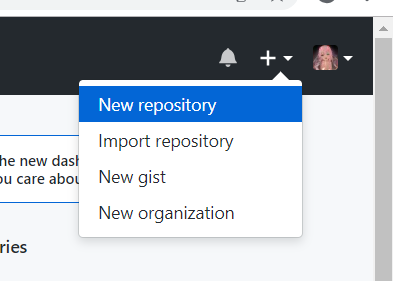 New repository
Import repository
New gist
New organization
he new dash
ou care abou
ries